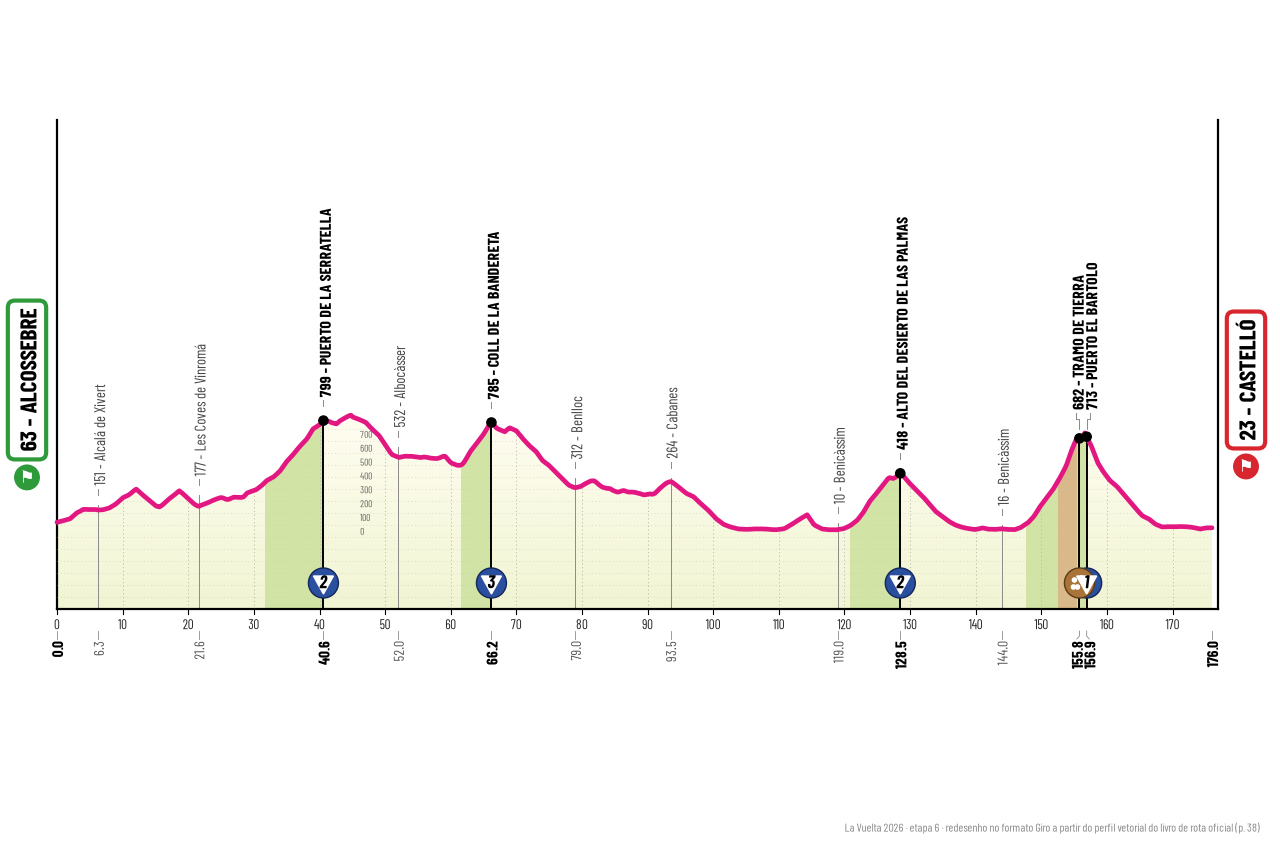 63 - ALCOSSEBRE
151 - Alcalà de Xivert
177 - Les Coves de Vinromà
799 - PUERTO DE LA SERRATELLA
532 - Albocàsser
785 - COLL DE LA BANDERETA
312 - Benlloc
264 - Cabanes
10 - Benicàssim
418 - ALTO DEL DESIERTO DE LAS PALMAS
16 - Benicàssim
682 - TRAMO DE TIERRA
713 - PUERTO EL BARTOLO
23 - CASTELLÓ
700
600
500
400
300
200
100
0
2
3
2
1
0 10 20 30 40 50 60 70 80 90 100 110 120 130 140 150 160 170
0.0 6.3 21.6 40.6 52.0 66.2 79.0 93.5 119.0 128.5 144.0 155.8 156.9 176.0
La Vuelta 2026 · etapa 6 · redesenho no formato Giro a partir do perfil vetorial do livro de rota oficial (p. 38)